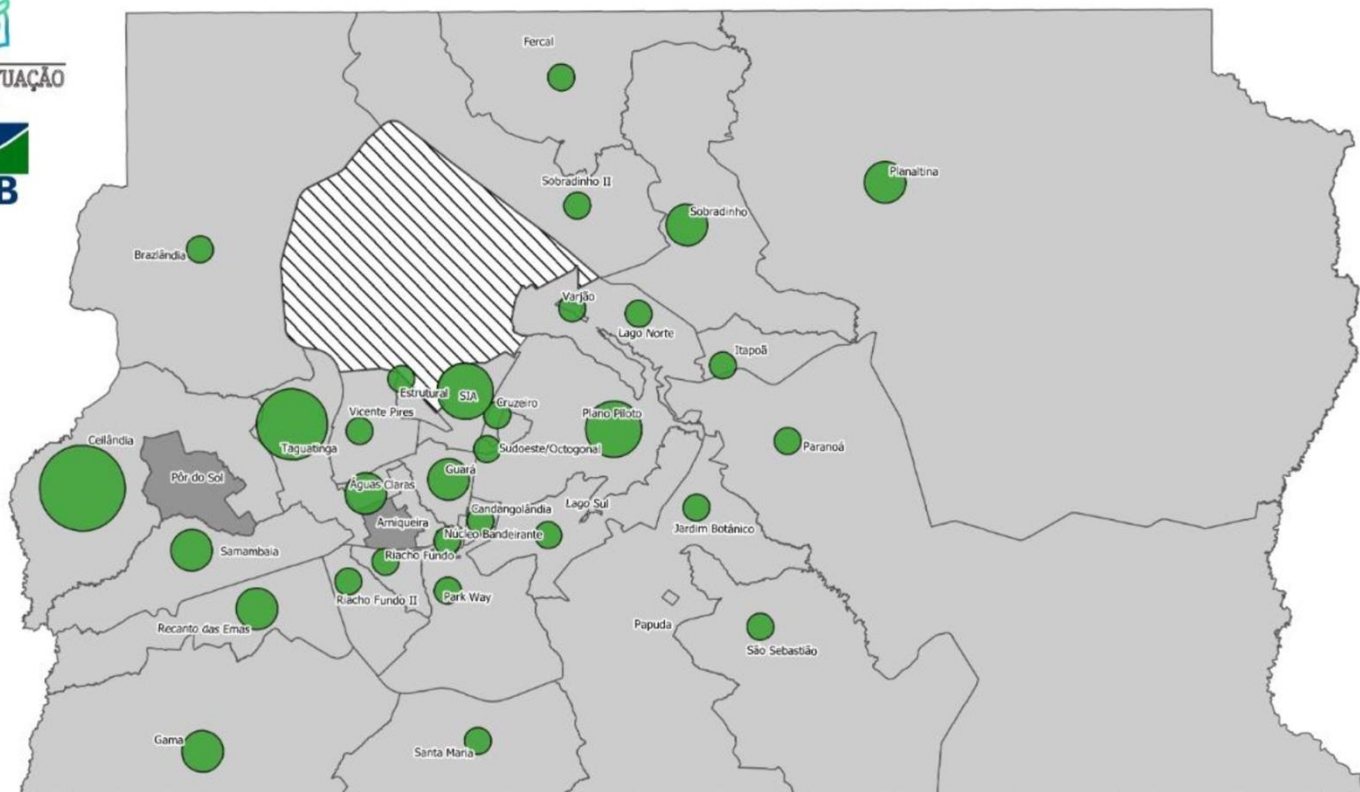 TUAÇÃO
B
Fercal
Planaltina
Sobradinho II
Sobradinho
Brazlândia
Varjão
Lago Norte
Itapoã
Estrutural
SIA
Cruzeiro
Vicente Pires
Plano Piloto
Ceilândia
Taguatinga
Sudoeste/Octogonal
Paranoá
Pôr do Sol
Guará
Águas Claras
Lago Sul
Candangolândia
Arniqueira
Jardim Botânico
Núcleo Bandeirante
Samambaia
Riacho Fundo
Riacho Fundo II
Park Way
Recanto das Emas
Papuda
São Sebastião
Gama
Santa Maria